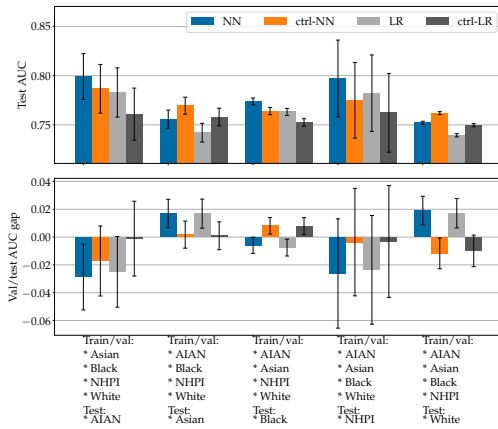 NN ctrl-NN LR ctrl-LR
0.85
0.80
0.75
Test AUC
0.04
0.02
0.00
−0.02
−0.04
−0.06
Val/test AUC gap
Train/val:
* Asian
* Black
* NHPI
* White
Test:
* AIAN
Train/val:
* AIAN
* Black
* NHPI
* White
Test:
* Asian
Train/val:
* AIAN
* Asian
* NHPI
* White
Test:
* Black
Train/val:
* AIAN
* Asian
* Black
* White
Test:
* NHPI
Train/val:
* AIAN
* Asian
* Black
* NHPI
Test:
* White